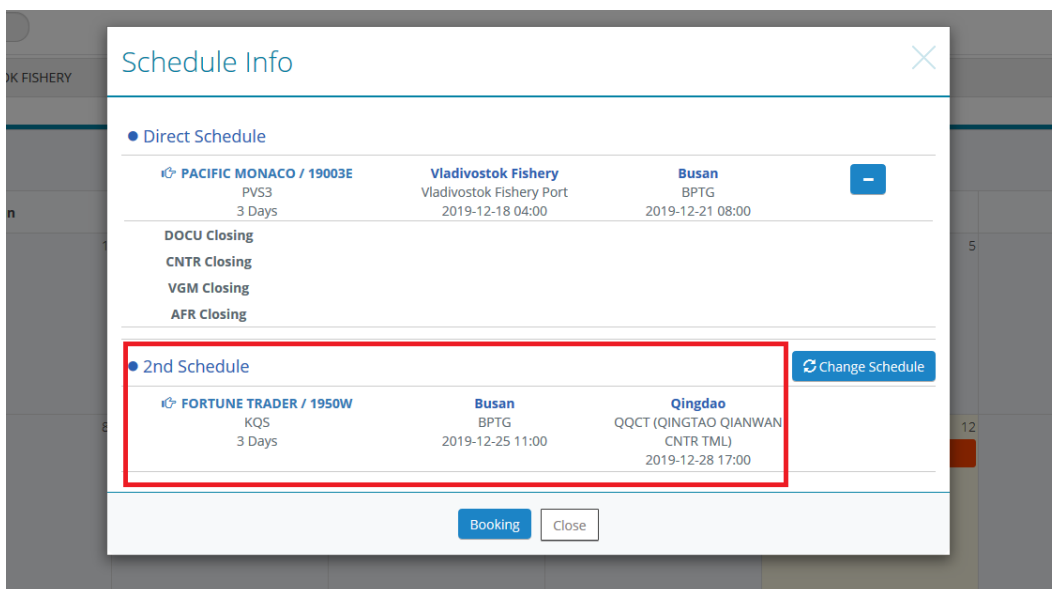 Schedule Info
OK FISHERY
Direct Schedule
PACIFIC MONACO / 19003E Vladivostok Fishery Busan
PVS3 Vladivostok Fishery Port BPTG
3 Days 2019-12-18 04:00 2019-12-21 08:00
n
DOCU Closing
1 5
CNTR Closing
VGM Closing
AFR Closing
2nd Schedule Change Schedule
FORTUNE TRADER / 1950W Busan Qingdao
KQS BPTG QQCT (QINGTAO QIANWAN
8 12
3 Days 2019-12-25 11:00 CNTR TML)
2019-12-28 17:00
Booking Close